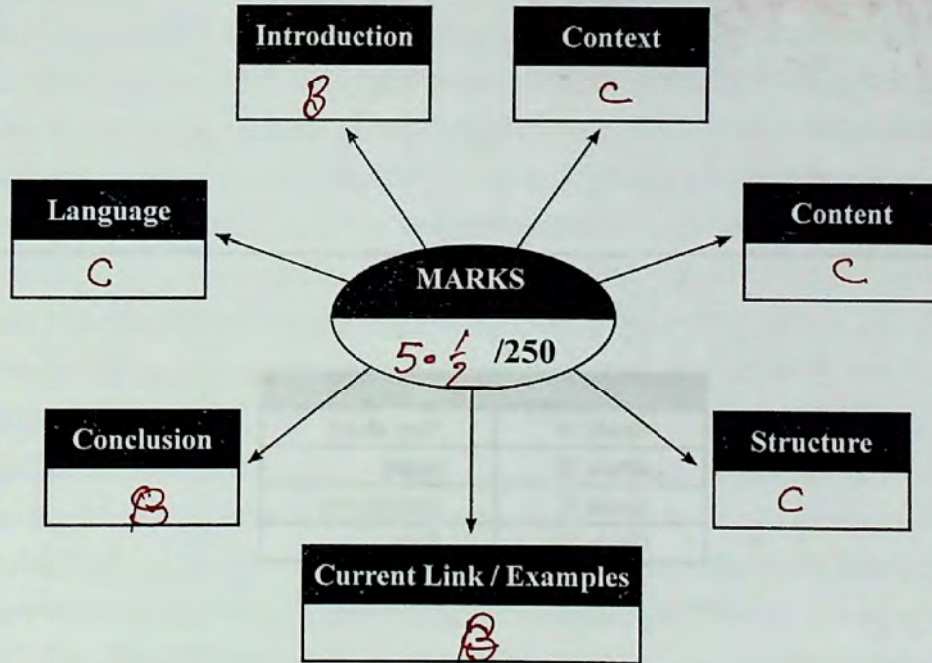 Introduction
B
Context
C
Language
C
Content
C
MARKS
5. 1/2 /250
Conclusion
B
Structure
C
Current Link / Examples
B